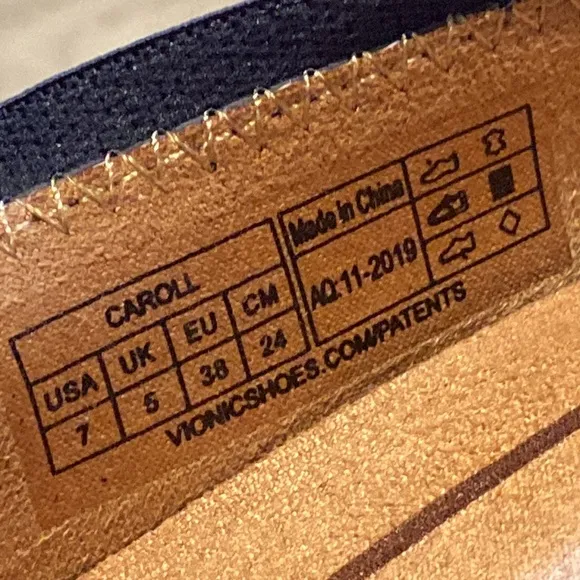 CAROLL
USA UK EU CM
7 5 38 24
Made in China
AQ:11-2019
VIONICSHOES.COM/PATENTS